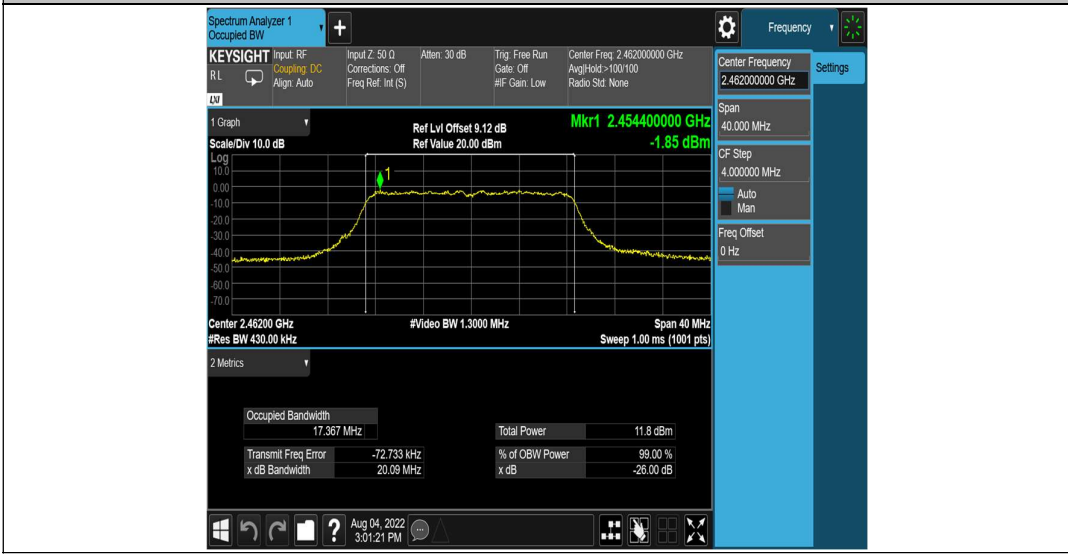 Spectrum Analyzer 1
Occupied BW
+
Frequency
KEYSIGHT
RL
LXI
Input: RF
Coupling: DC
Align: Auto
Input Z: 50 Ω
Corrections: Off
Freq Ref: Int (S)
Atten: 30 dB
Trig: Free Run
Gate: Off
#IF Gain: Low
Center Freq: 2.462000000 GHz
Avg|Hold:>100/100
Radio Std: None
Center Frequency
2.462000000 GHz
Settings
Span
40.000 MHz
CF Step
4.000000 MHz
Auto
Man
Freq Offset
0 Hz
1 Graph
Scale/Div 10.0 dB
Ref Lvl Offset 9.12 dB
Ref Value 20.00 dBm
Mkr1 2.454400000 GHz
-1.85 dBm
Log
1
10.0
0.00
-10.0
-20.0
-30.0
-40.0
-50.0
-60.0
-70.0
Center 2.46200 GHz
#Video BW 1.3000 MHz
Span 40 MHz
#Res BW 430.00 kHz
Sweep 1.00 ms (1001 pts)
2 Metrics
Occupied Bandwidth
17.367 MHz
Total Power 11.8 dBm
Transmit Freq Error -72.733 kHz
% of OBW Power 99.00 %
x dB Bandwidth 20.09 MHz
x dB -26.00 dB
?
Aug 04, 2022
3:01:21 PM